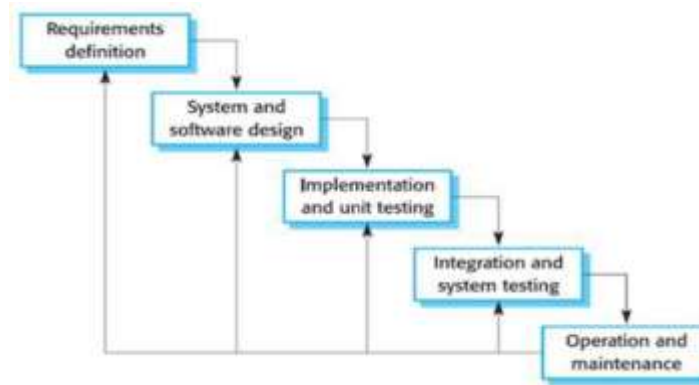 Requirements
definition
System and
software design
Implementation
and unit testing
Integration and
system testing
Operation and
maintenance